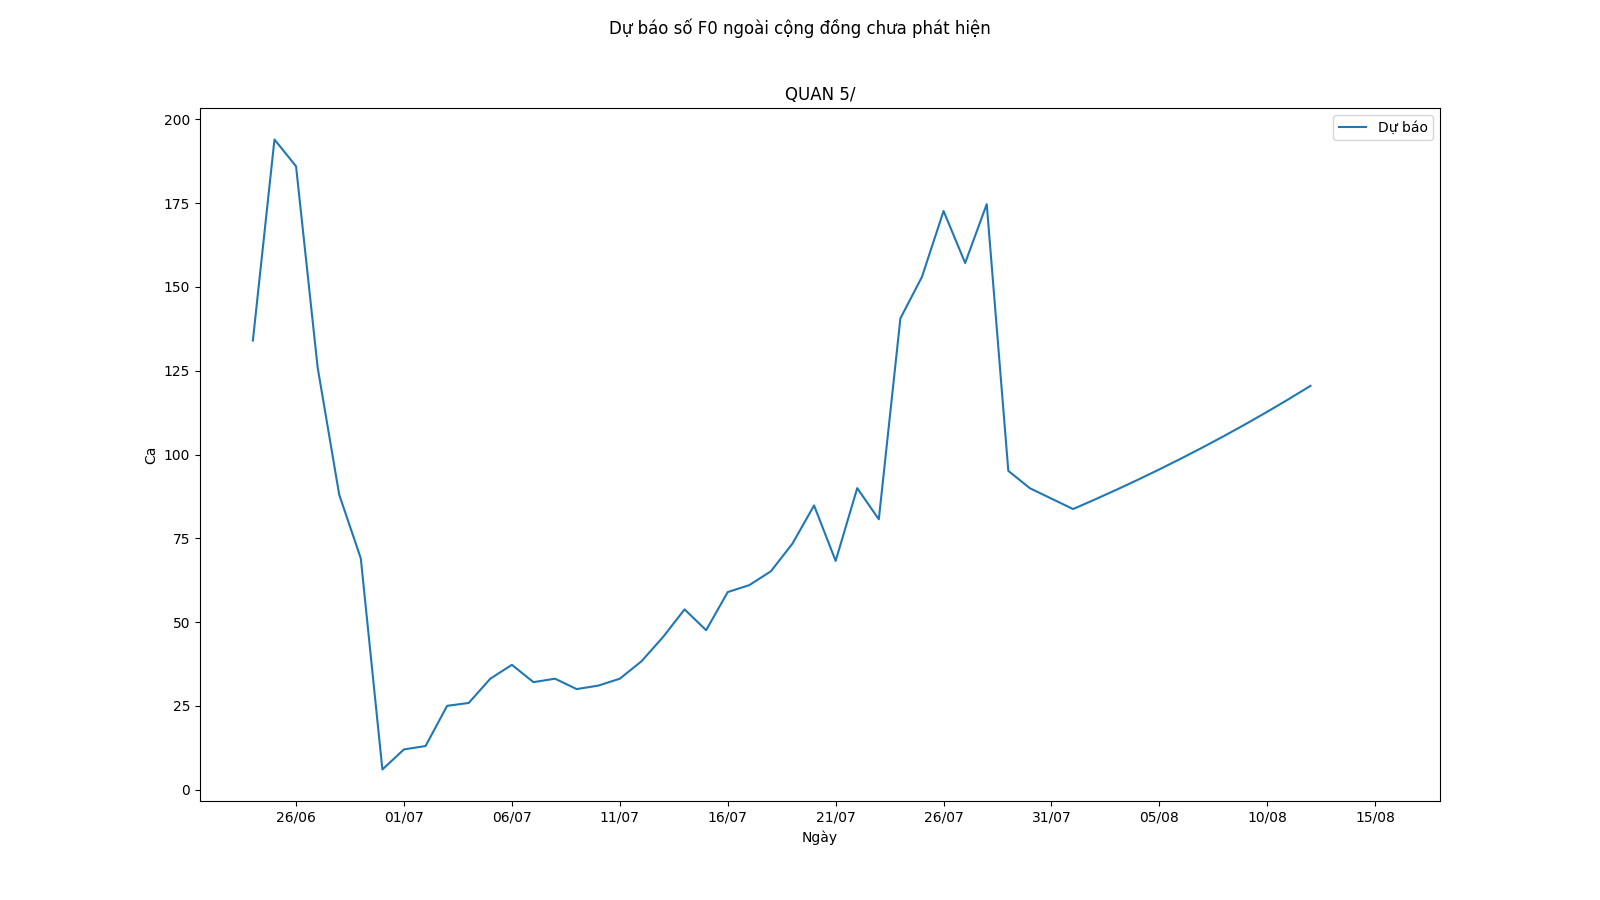 Dự báo số F0 ngoài cộng đồng chưa phát hiện
QUAN 5/
Dự báo
200
175
150
125
100
75
50
25
0
Ca
26/06 01/07 06/07 11/07 16/07 21/07 26/07 31/07 05/08 10/08 15/08
Ngày